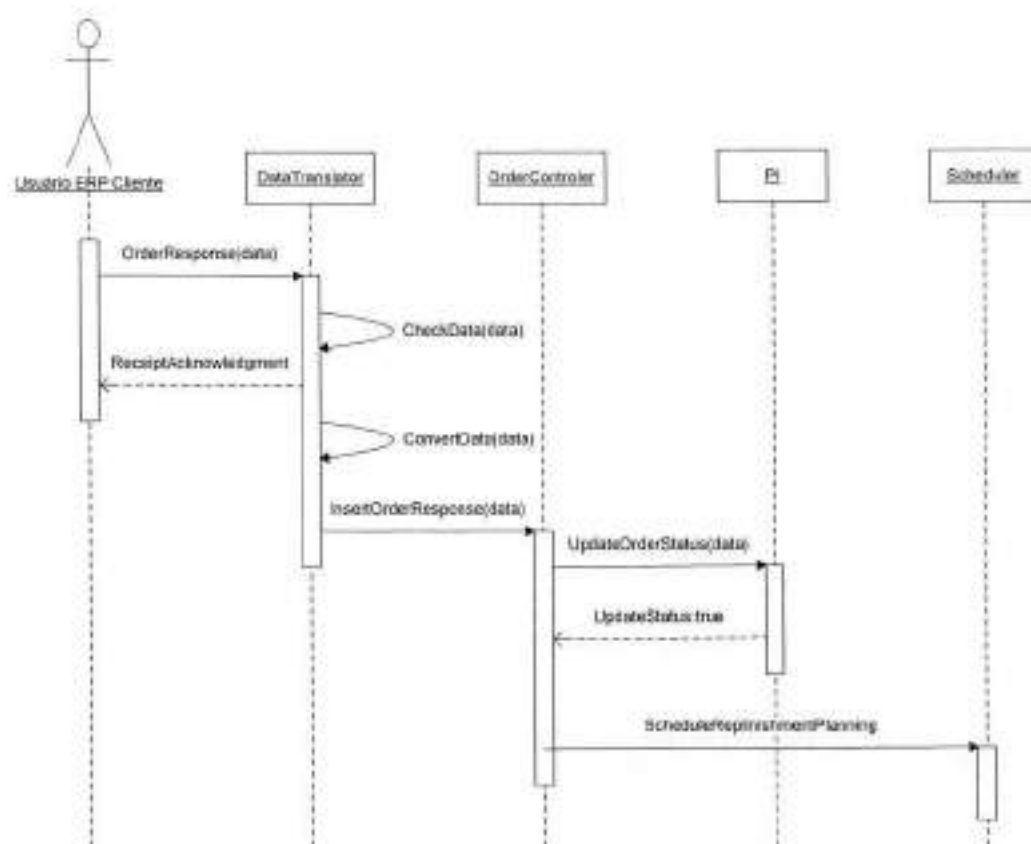 Usuário ERP Cliente
DataTranslator
OrderControler
PI
Scheduler
OrderResponse(data)
CheckData(data)
ReceiptAcknowledgment
ConvertData(data)
InsertOrderResponse(data)
UpdateOrderStatus(data)
UpdateStatus:true
ScheduleReplinishmentPlanning